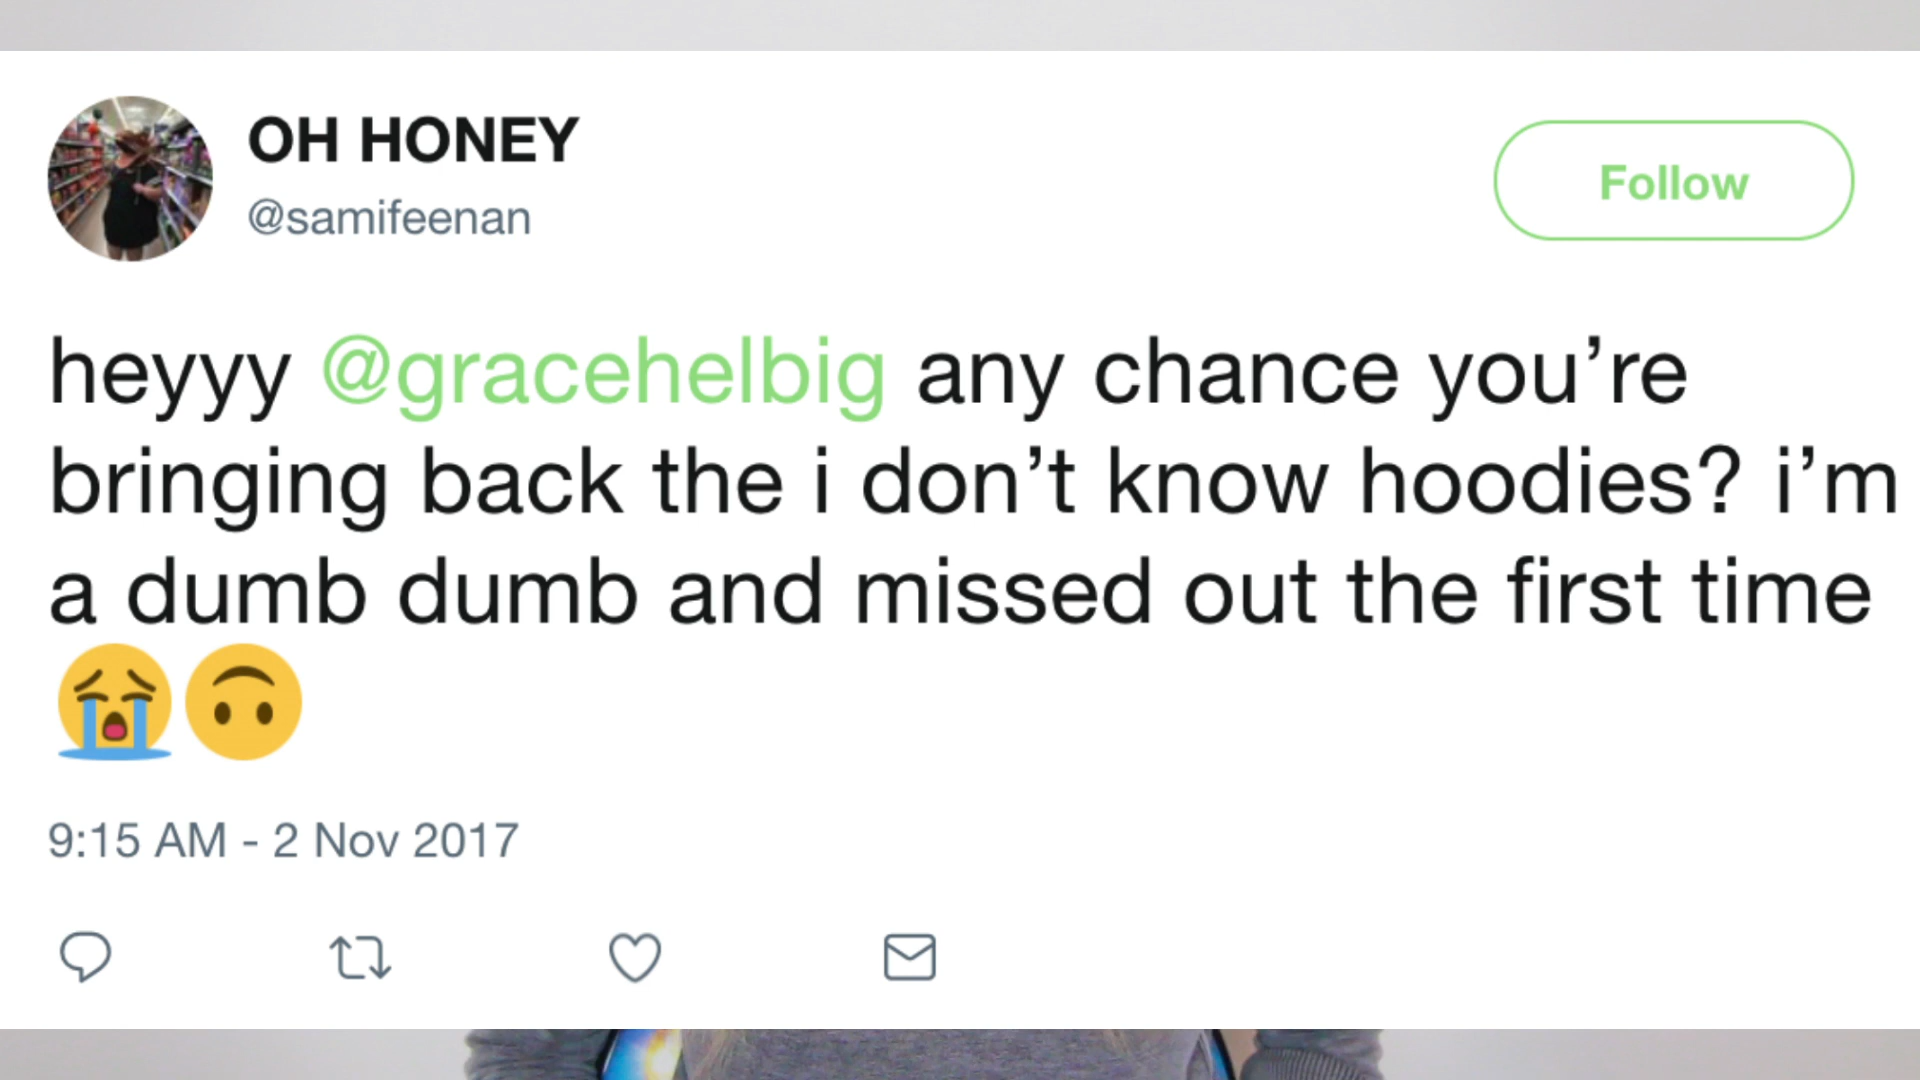 OH HONEY
@samifeenan
Follow
heyyy @gracehelbig any chance you’re
bringing back the i don’t know hoodies? i’m
a dumb dumb and missed out the first time
😭🙃
9:15 AM - 2 Nov 2017